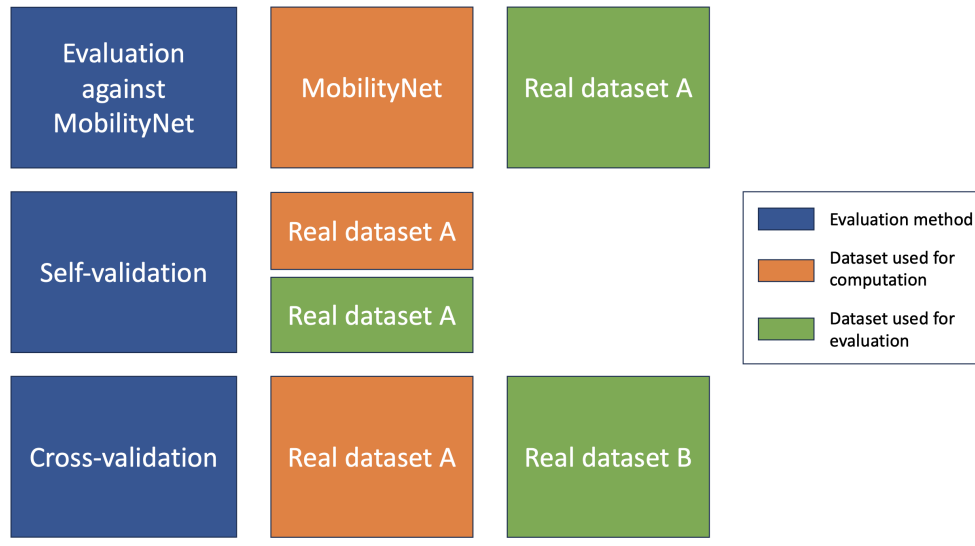 Evaluation
against
MobilityNet
MobilityNet
Real dataset A
Self-validation
Real dataset A
Real dataset A
Cross-validation
Real dataset A
Real dataset B
Evaluation method
Dataset used for
computation
Dataset used for
evaluation